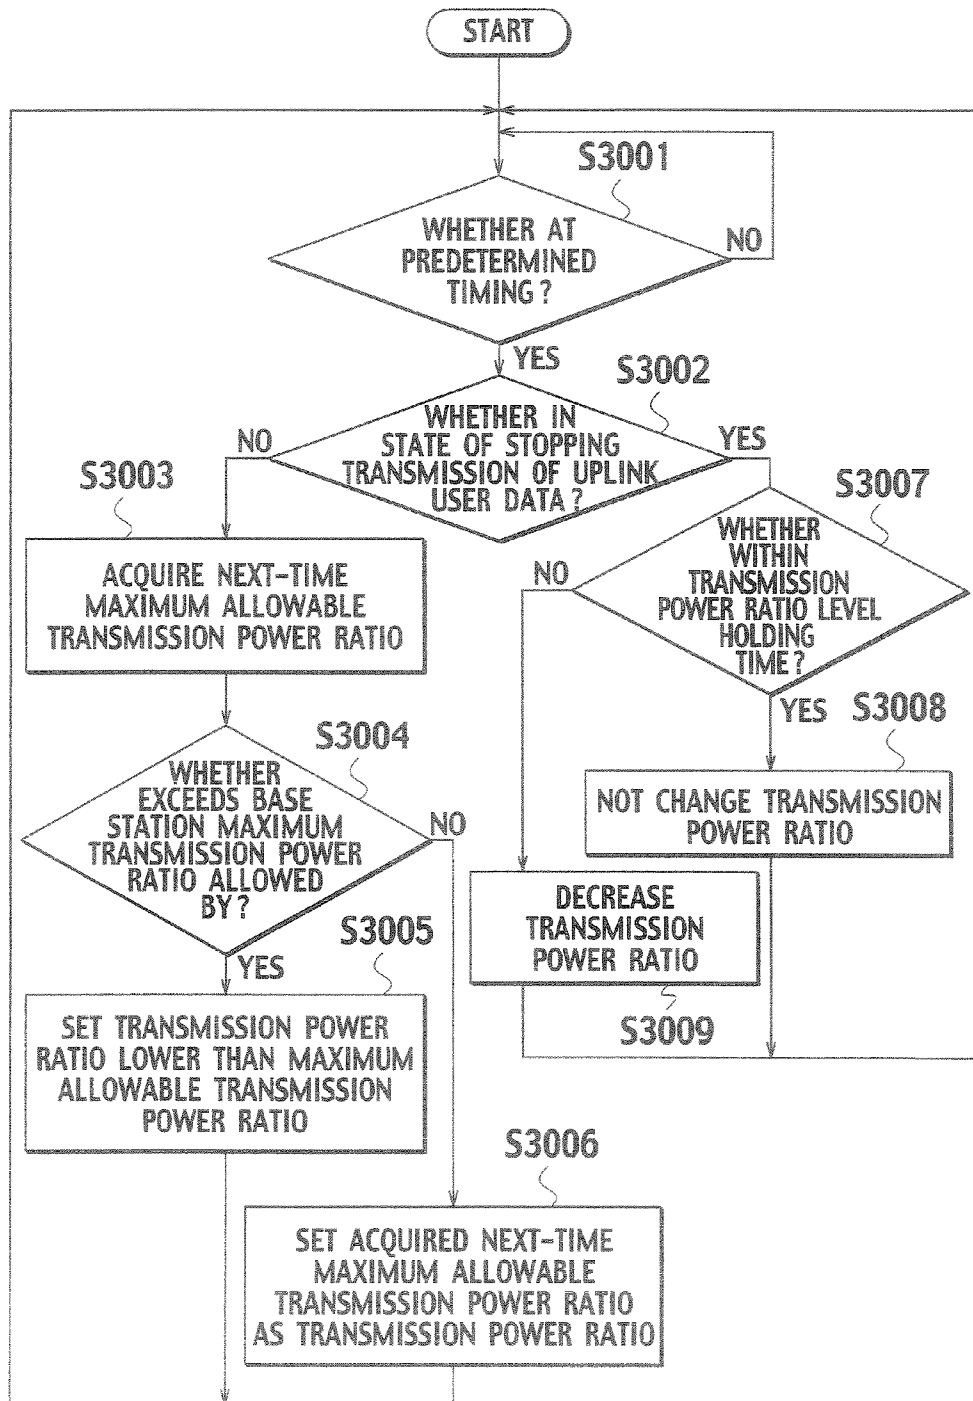 START
S3001
WHETHER AT
PREDETERMINED
TIMING?
NO
YES
S3002
WHETHER IN
STATE OF STOPPING
TRANSMISSION OF UPLINK
USER DATA?
NO
YES
S3003
ACQUIRE NEXT-TIME
MAXIMUM ALLOWABLE
TRANSMISSION POWER RATIO
S3007
WHETHER
WITHIN
TRANSMISSION
POWER RATIO LEVEL
HOLDING
TIME?
NO
YES
S3004
WHETHER
EXCEEDS BASE
STATION MAXIMUM
TRANSMISSION POWER
RATIO ALLOWED
BY?
NO
YES
S3008
NOT CHANGE TRANSMISSION
POWER RATIO
DECREASE
TRANSMISSION
POWER RATIO
S3009
S3005
SET TRANSMISSION POWER
RATIO LOWER THAN MAXIMUM
ALLOWABLE TRANSMISSION
POWER RATIO
S3006
SET ACQUIRED NEXT-TIME
MAXIMUM ALLOWABLE
TRANSMISSION POWER RATIO
AS TRANSMISSION POWER RATIO